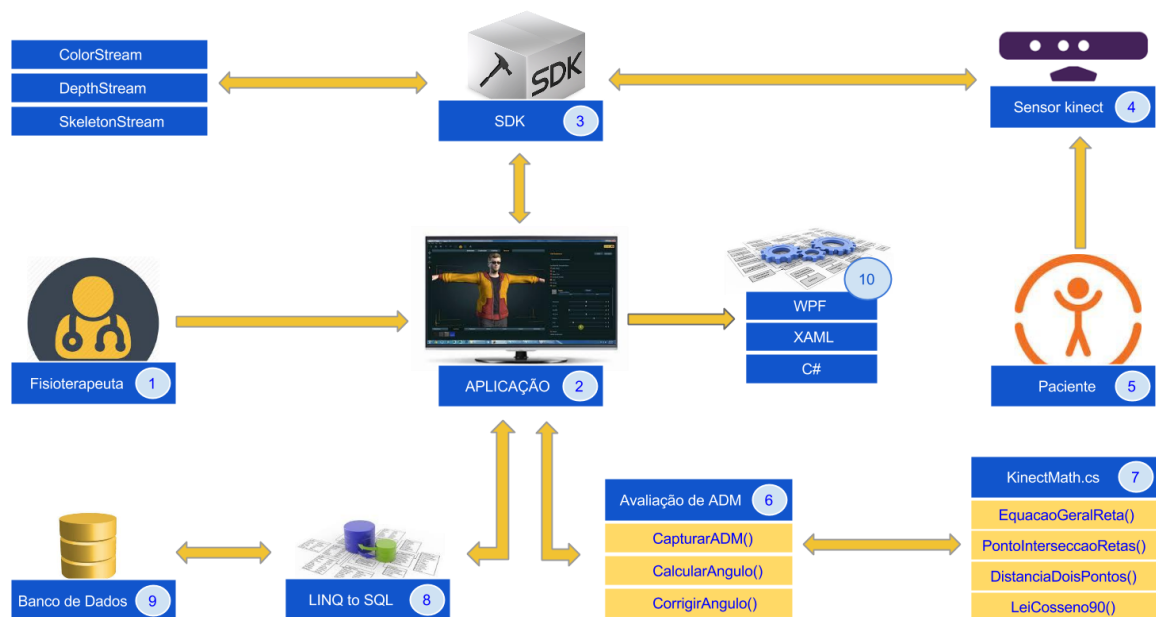 ColorStream
DepthStream
SkeletonStream
SDK
SDK
3
Sensor kinect
4
Fisioterapeuta
1
APLICAÇÃO
2
10
WPF
XAML
C#
Paciente
5
Banco de Dados
9
LINQ to SQL
8
Avaliação de ADM
6
CapturarADM()
CalcularAngulo()
CorrigirAngulo()
KinectMath.cs
7
EquacaoGeralReta()
PontoInterseccaoRetas()
DistanciaDoisPontos()
LeiCosseno90()